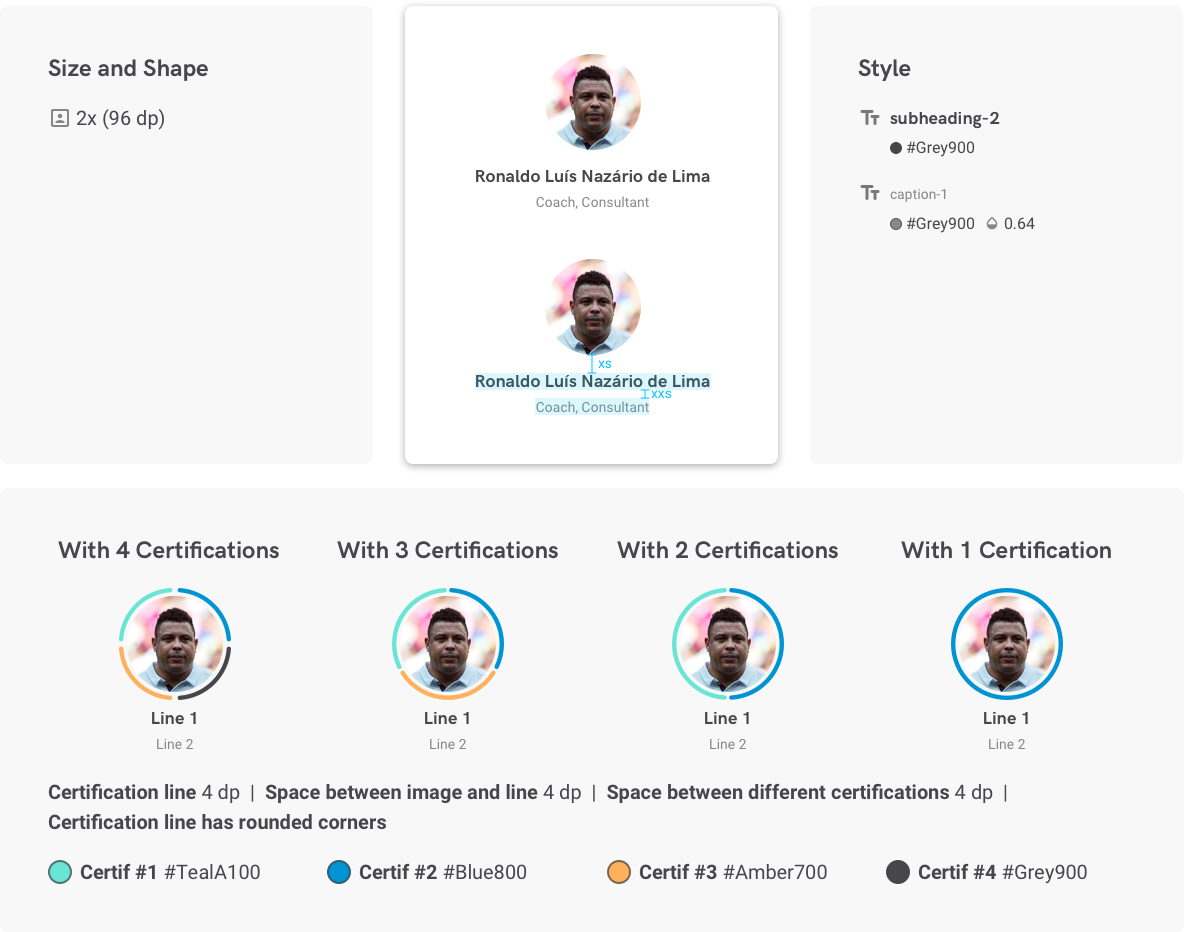 Size and Shape
2x (96 dp)
Ronaldo Luís Nazário de Lima
Coach, Consultant
xs
Ronaldo Luís Nazário de Lima
xxs
Coach, Consultant
Style
subheading-2
#Grey900
caption-1
#Grey900 0.64
With 4 Certifications
With 3 Certifications
With 2 Certifications
With 1 Certification
Line 1
Line 2
Line 1
Line 2
Line 1
Line 2
Line 1
Line 2
Certification line 4 dp | Space between image and line 4 dp | Space between different certifications 4 dp |
Certification line has rounded corners
Certif #1 #TealA100
Certif #2 #Blue800
Certif #3 #Amber700
Certif #4 #Grey900